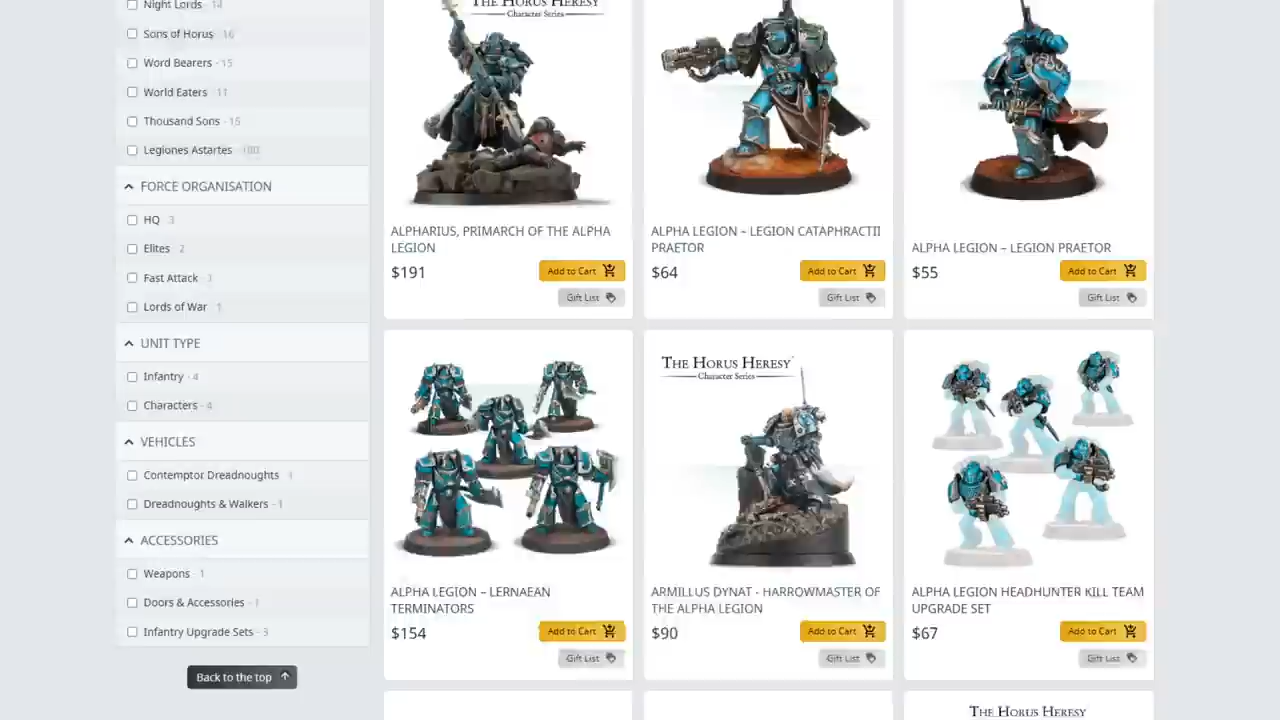 Night Lords - 14
Sons of Horus - 16
Word Bearers - 15
World Eaters - 11
Thousand Sons - 15
Legiones Astartes - 100
FORCE ORGANISATION
HQ - 3
Elites - 2
Fast Attack - 1
Lords of War - 1
UNIT TYPE
Infantry - 4
Characters - 4
VEHICLES
Contemptor Dreadnoughts - 1
Dreadnoughts & Walkers - 1
ACCESSORIES
Weapons - 1
Doors & Accessories - 1
Infantry Upgrade Sets - 3
Back to the top
THE HORUS HERESY
Character Series
ALPHARIUS, PRIMARCH OF THE ALPHA
LEGION
$191
Add to Cart
Gift List
ALPHA LEGION – LEGION CATAPHRACTII
PRAETOR
$64
Add to Cart
Gift List
ALPHA LEGION – LEGION PRAETOR
$55
Add to Cart
Gift List
ALPHA LEGION – LERNAEAN
TERMINATORS
$154
Add to Cart
Gift List
THE HORUS HERESY
Character Series
ARMILLUS DYNAT - HARROWMASTER OF
THE ALPHA LEGION
$90
Add to Cart
Gift List
ALPHA LEGION HEADHUNTER KILL TEAM
UPGRADE SET
$67
Add to Cart
Gift List
THE HORUS HERESY